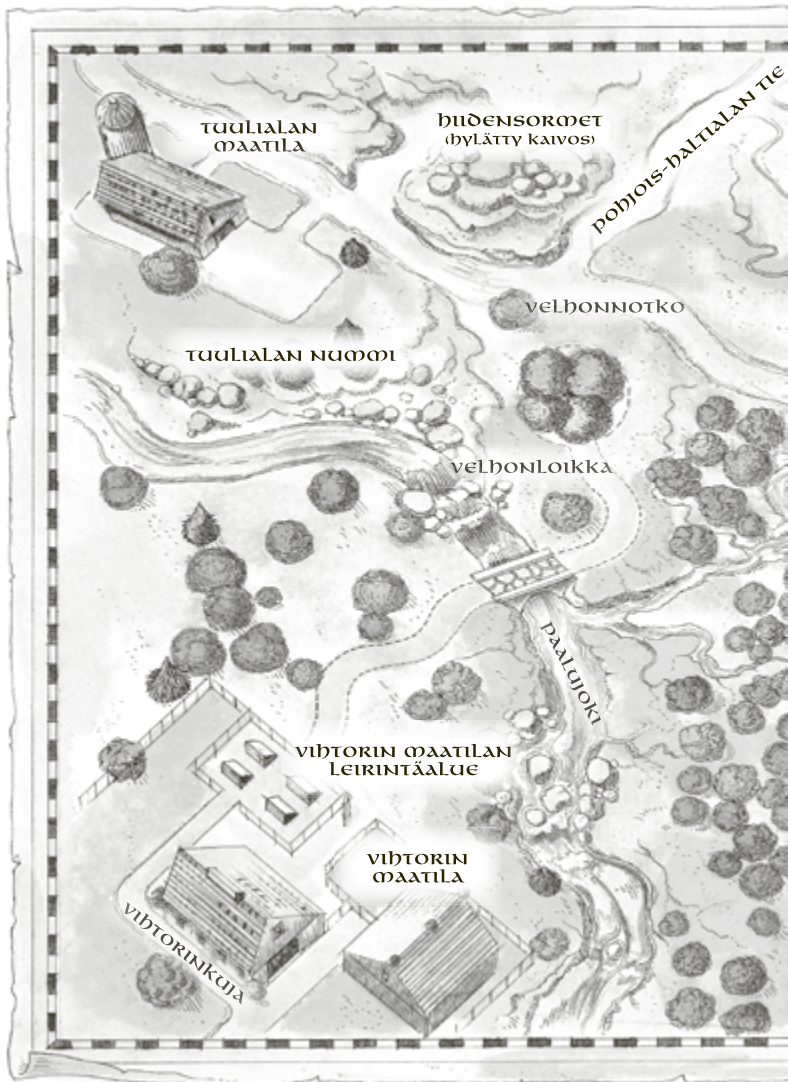 TUULIALAN
MAATILA
HIIDENSORMET
(HYLÄTTY KAIVOS)
POHJOIS-HALTIALAN TIE
VELHONNOTKO
TUULIALAN NUMMI
VELHONLOIKKA
PAALUJOKI
VIHTORIN MAATILAN
LEIRINTÄALUE
VIHTORIN
MAATILA
VIHTORINKUJA